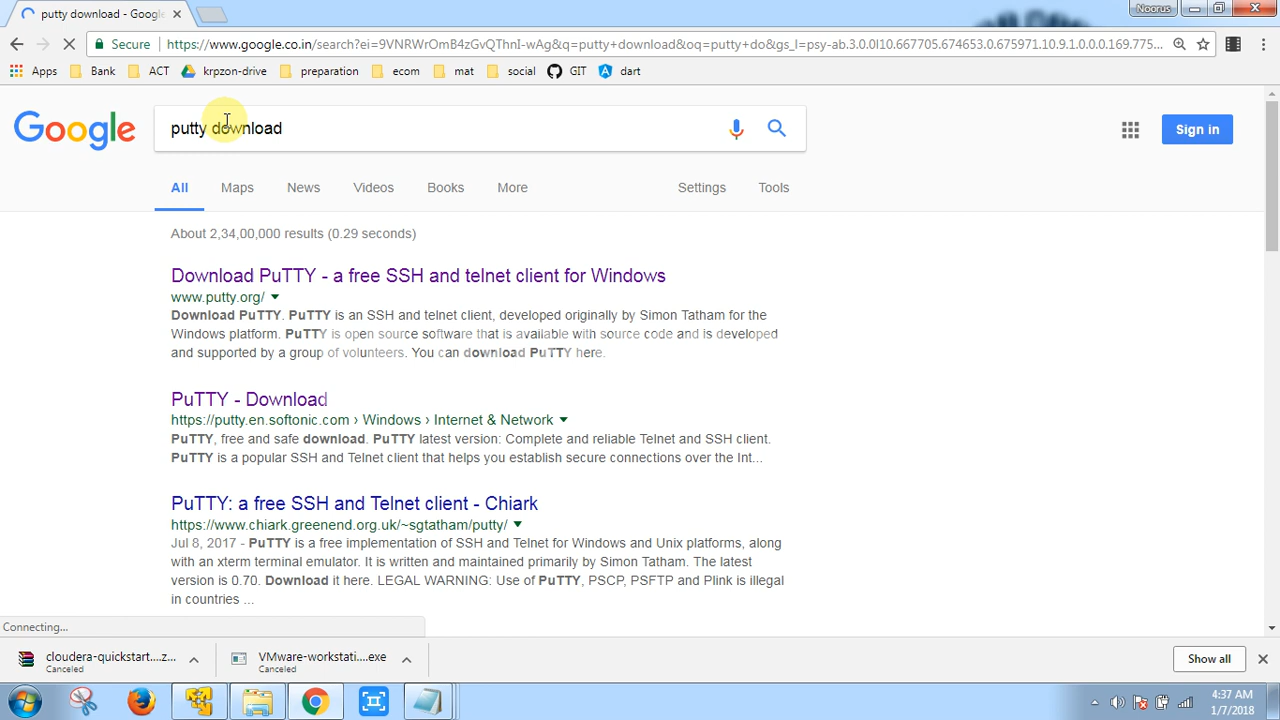 putty download - Google
Noorus
Secure https://www.google.co.in/search?ei=9VNRWrOmB4zGvQThnI-wAg&q=putty+download&oq=putty+do&gs_l=psy-ab.3.0.0l10.667705.674653.0.675971.10.9.1.0.0.0.169.775...
Apps Bank ACT krpzon-drive preparation ecom mat social GIT dart
Google putty download Sign in
All Maps News Videos Books More Settings Tools
About 2,34,00,000 results (0.29 seconds)
Download PuTTY - a free SSH and telnet client for Windows
www.putty.org/
Download PuTTY. PuTTY is an SSH and telnet client, developed originally by Simon Tatham for the
Windows platform. PuTTY is open source software that is available with source code and is developed
and supported by a group of volunteers. You can download PuTTY here.
PuTTY - Download
https://putty.en.softonic.com › Windows › Internet & Network
PuTTY, free and safe download. PuTTY latest version: Complete and reliable Telnet and SSH client.
PuTTY is a popular SSH and Telnet client that helps you establish secure connections over the Int...
PuTTY: a free SSH and Telnet client - Chiark
https://www.chiark.greenend.org.uk/~sgtatham/putty/
Jul 8, 2017 - PuTTY is a free implementation of SSH and Telnet for Windows and Unix platforms, along
with an xterm terminal emulator. It is written and maintained primarily by Simon Tatham. The latest
version is 0.70. Download it here. LEGAL WARNING: Use of PuTTY, PSCP, PSFTP and Plink is illegal
in countries ...
Connecting...
cloudera-quickstart....z... VMware-workstati....exe Show all
Canceled Canceled
4:37 AM
1/7/2018